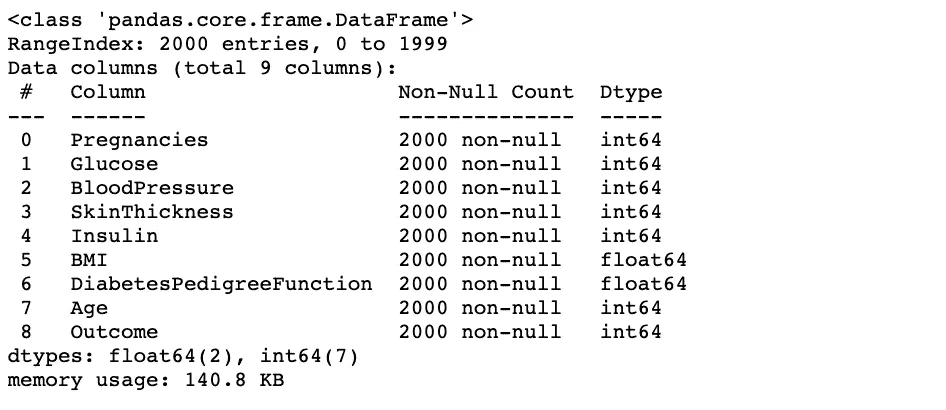 <class 'pandas.core.frame.DataFrame'>
RangeIndex: 2000 entries, 0 to 1999
Data columns (total 9 columns):
 #   Column                    Non-Null Count  Dtype
---  ------                    --------------  -----
 0   Pregnancies               2000 non-null   int64
 1   Glucose                   2000 non-null   int64
 2   BloodPressure             2000 non-null   int64
 3   SkinThickness             2000 non-null   int64
 4   Insulin                   2000 non-null   int64
 5   BMI                       2000 non-null   float64
 6   DiabetesPedigreeFunction  2000 non-null   float64
 7   Age                       2000 non-null   int64
 8   Outcome                   2000 non-null   int64
dtypes: float64(2), int64(7)
memory usage: 140.8 KB